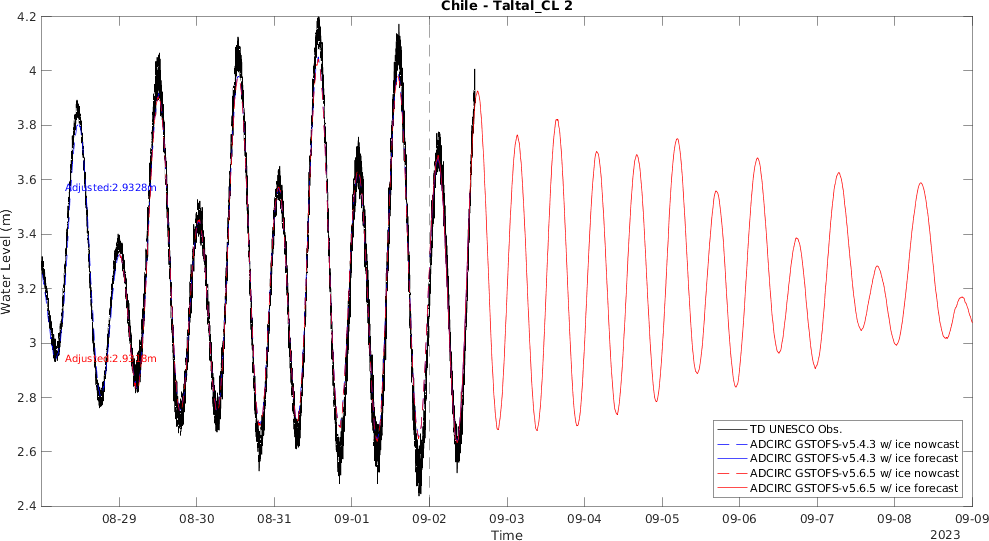 Chile - Taltal_CL 2
4.2
4
3.8
3.6
3.4
3.2
3
2.8
2.6
2.4
Water Level (m)
Adjusted:2.9328m
08-29
08-30
08-31
09-01
09-02
09-03
09-04
09-05
09-06
09-07
09-08
09-09
Time
2023
TD UNESCO Obs.
ADCIRC GSTOFS-v5.4.3 w/ ice nowcast
ADCIRC GSTOFS-v5.4.3 w/ ice forecast
ADCIRC GSTOFS-v5.6.5 w/ ice nowcast
ADCIRC GSTOFS-v5.6.5 w/ ice forecast